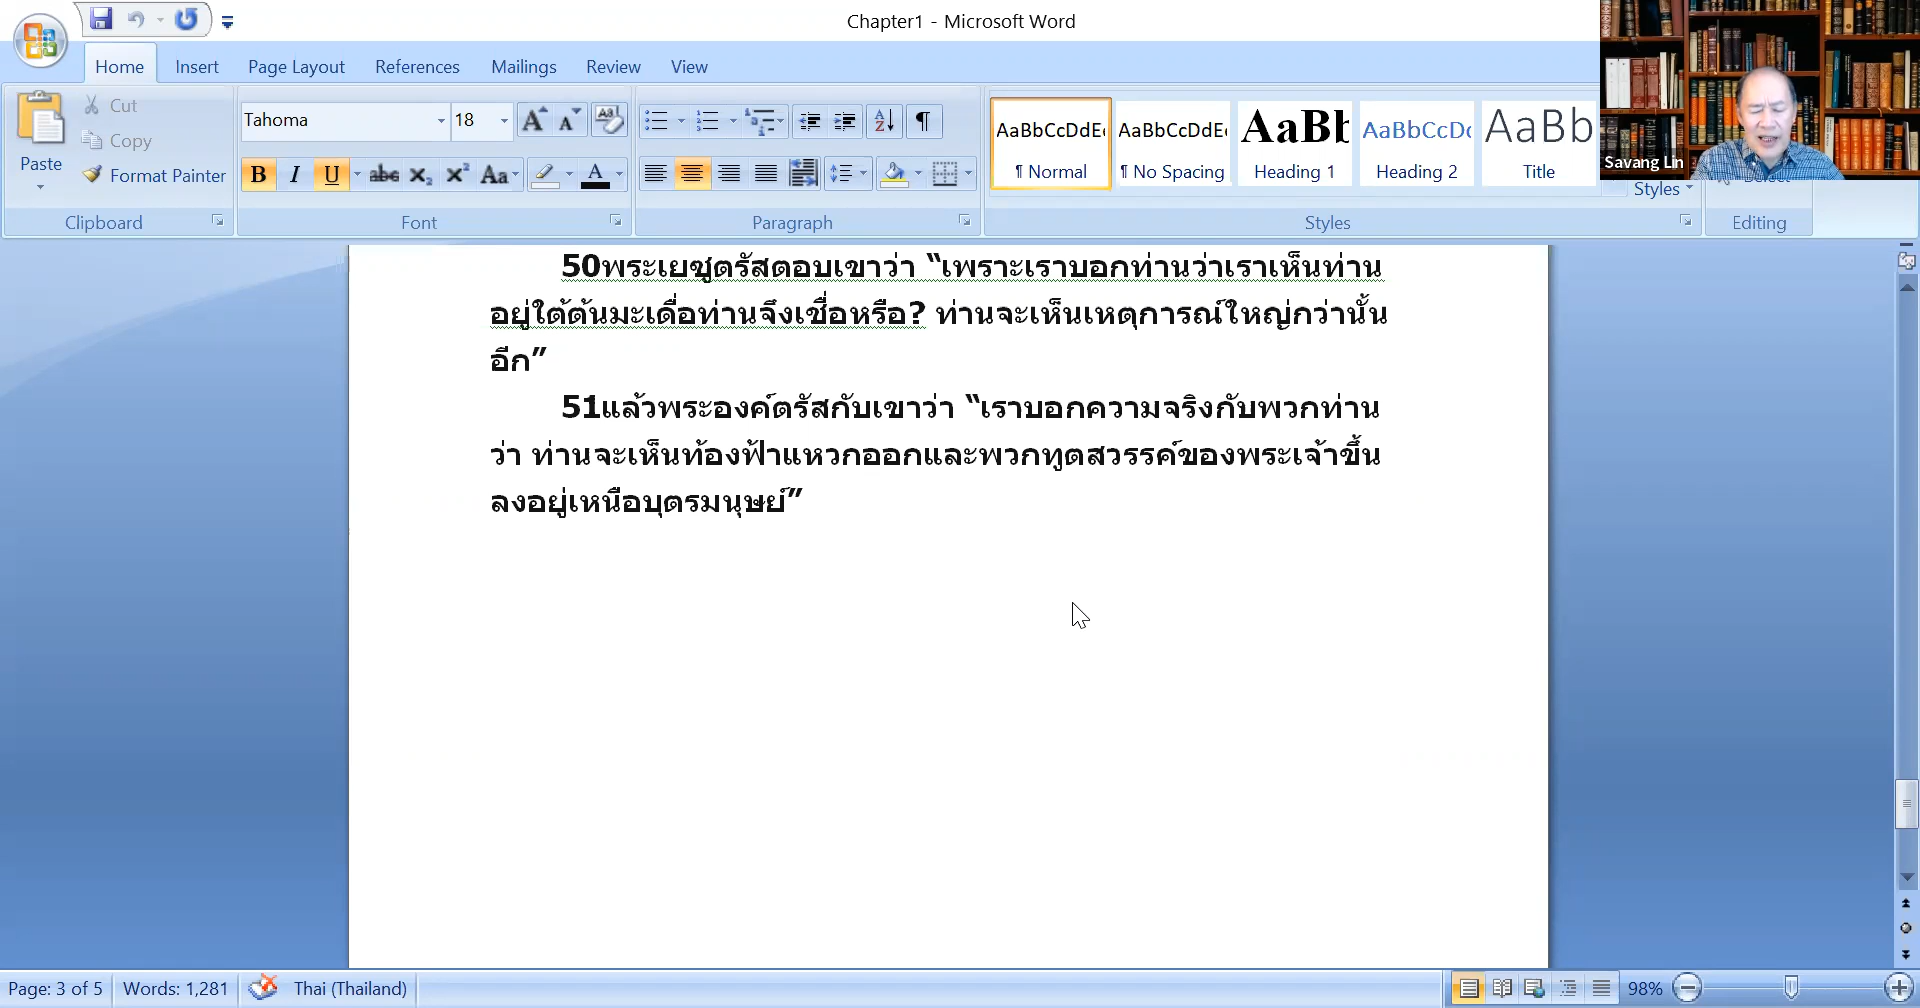 Chapter1 - Microsoft Word
Home Insert Page Layout References Mailings Review View
Cut
Copy
Format Painter
Paste
Tahoma 18
AaBbCcDdEe AaBbCcDdEe AaBb AaBbCcDc AaBb
¶ Normal ¶ No Spacing Heading 1 Heading 2 Title
Savang Lin
Styles
Clipboard Font Paragraph Styles Editing
50พระเยซูตรัสตอบเขาว่า “เพราะเราบอกท่านว่าเราเห็นท่าน
อยู่ใต้ต้นมะเดื่อท่านจึงเชื่อหรือ? ท่านจะเห็นเหตุการณ์ใหญ่กว่านั้น
อีก”
51แล้วพระองค์ตรัสกับเขาว่า “เราบอกความจริงกับพวกท่าน
ว่า ท่านจะเห็นท้องฟ้าแหวกออกและพวกทูตสวรรค์ของพระเจ้าขึ้น
ลงอยู่เหนือบุตรมนุษย์”
Page: 3 of 5 Words: 1,281 Thai (Thailand) 98%